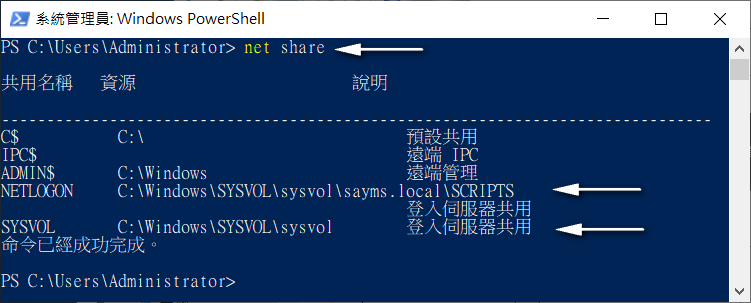 系統管理員: Windows PowerShell
PS C:\Users\Administrator> net share
共用名稱   資源                        說明
-------------------------------------------------------------------------------
C$           C:\                             預設共用
IPC$                                         遠端 IPC
ADMIN$       C:\Windows                      遠端管理
NETLOGON     C:\Windows\SYSVOL\sysvol\sayms.local\SCRIPTS
                                             登入伺服器共用
SYSVOL       C:\Windows\SYSVOL\sysvol        登入伺服器共用
命令已經成功完成。
PS C:\Users\Administrator>